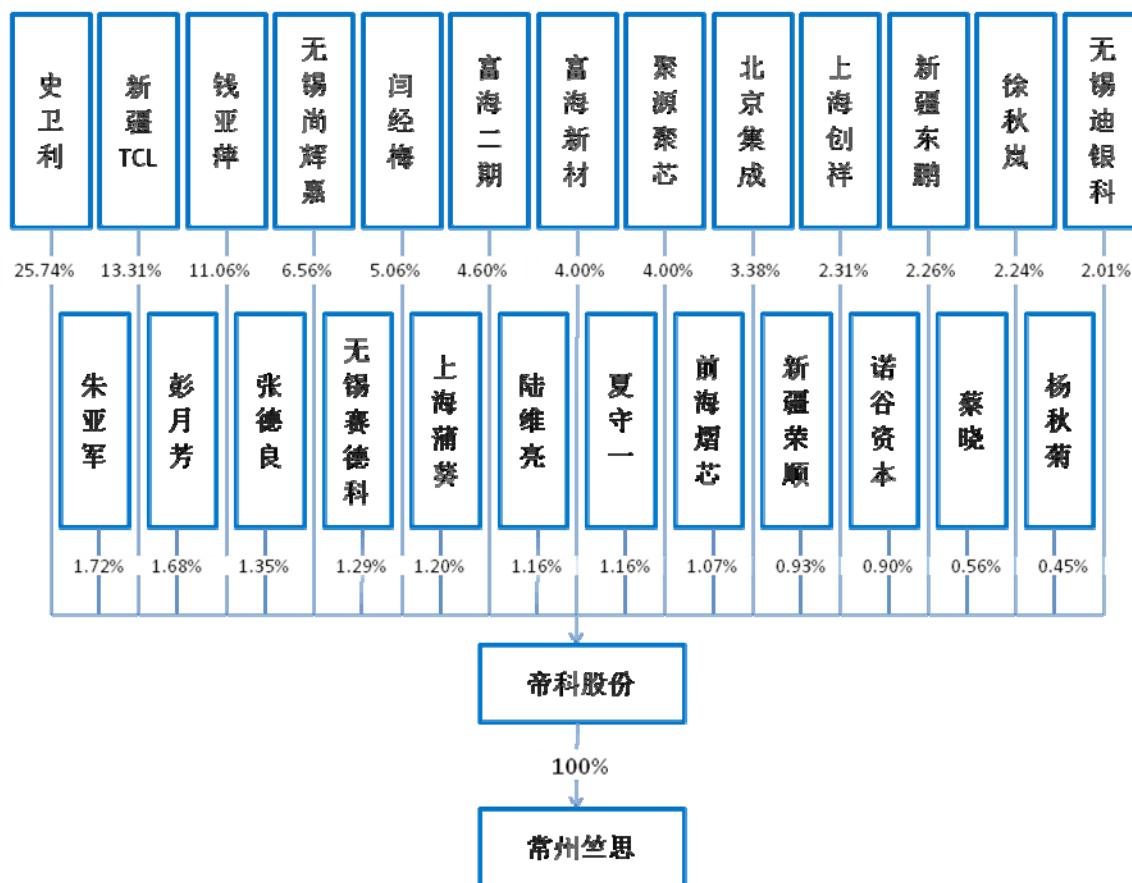 史卫利
新疆TCL
钱亚萍
无锡尚辉嘉
闫经梅
富海二期
富海新材
聚源聚芯
北京集成
上海创祥
新疆东鹏
徐秋岚
无锡迪银科
25.74%
13.31%
11.06%
6.56%
5.06%
4.60%
4.00%
4.00%
3.38%
2.31%
2.26%
2.24%
2.01%
朱亚军
彭月芳
张德良
无锡赛德科
上海蒲葵
陆维亮
夏守一
前海熠芯
新疆荣顺
诺谷资本
蔡晓
杨秋菊
1.72%
1.68%
1.35%
1.29%
1.20%
1.16%
1.16%
1.07%
0.93%
0.90%
0.56%
0.45%
帝科股份
100%
常州竺思